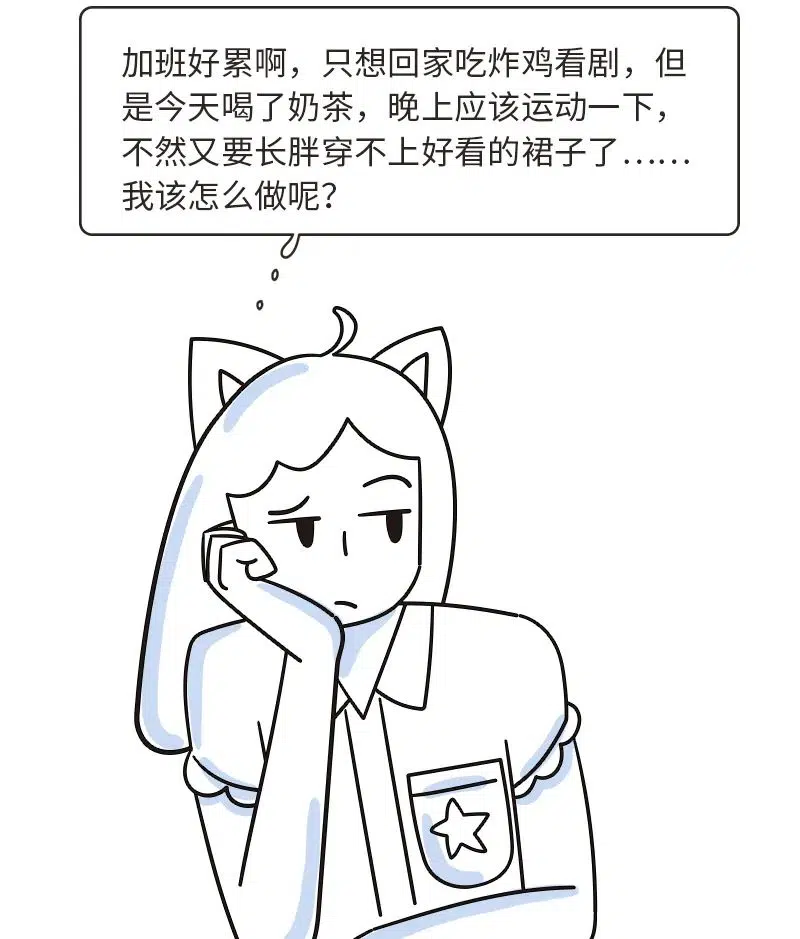 加班好累啊，只想回家吃炸鸡看剧，但
是今天喝了奶茶，晚上应该运动一下，
不然又要长胖穿不上好看的裙子了……
我该怎么做呢？